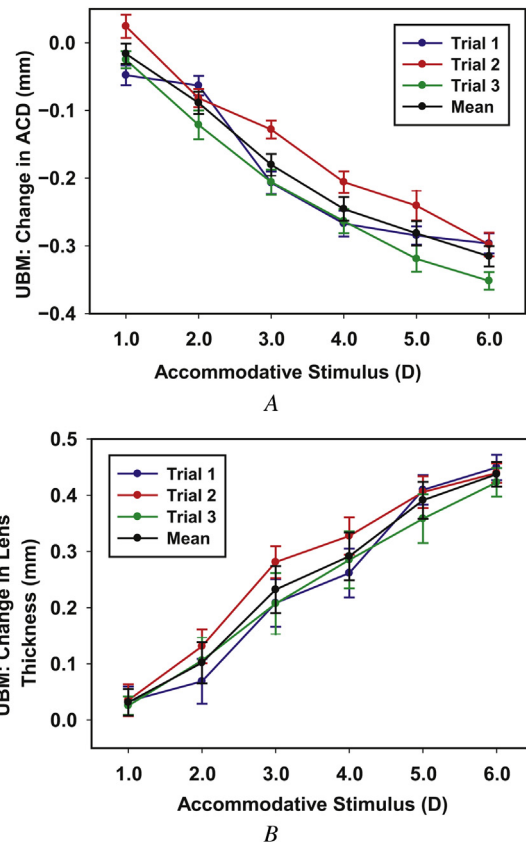 UBM: Change in ACD (mm)
0.0
−0.1
−0.2
−0.3
−0.4
Trial 1
Trial 2
Trial 3
Mean
1.0 2.0 3.0 4.0 5.0 6.0
Accommodative Stimulus (D)
A
UBM: Change in Lens
Thickness (mm)
0.5
0.4
0.3
0.2
0.1
0.0
Trial 1
Trial 2
Trial 3
Mean
1.0 2.0 3.0 4.0 5.0 6.0
Accommodative Stimulus (D)
B